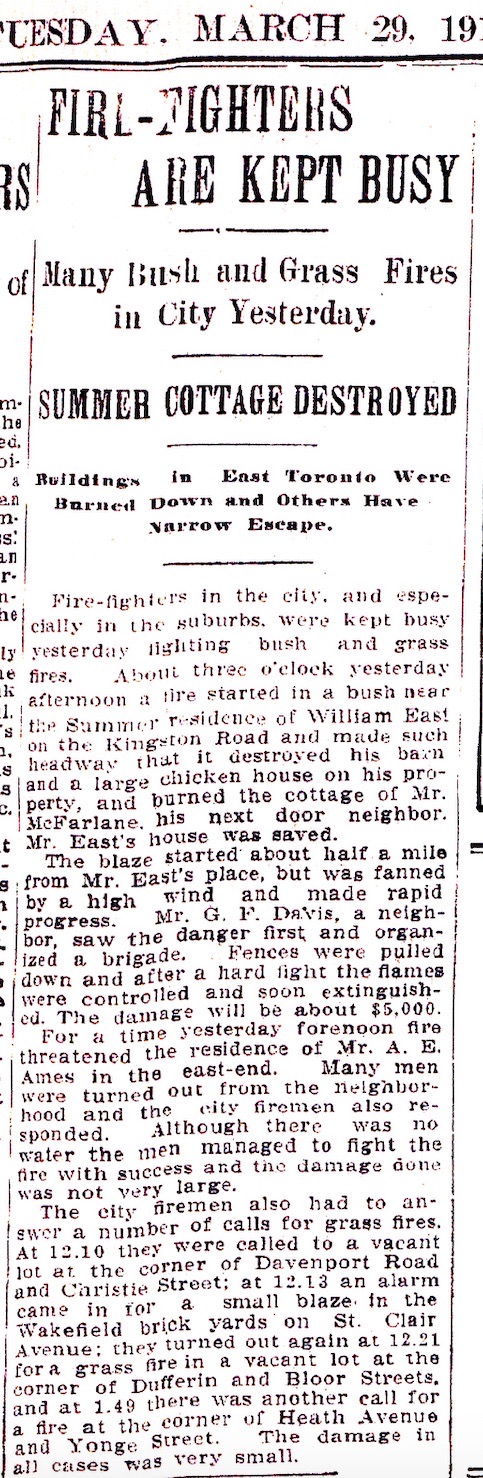 TUESDAY, MARCH 29, 191
FIRE-FIGHTERS
ARE KEPT BUSY
RS
of
Many Bush and Grass Fires
in City Yesterday.
SUMMER COTTAGE DESTROYED
Buildings in East Toronto Were
Burned Down and Others Have
Narrow Escape.
Fire-fighters in the city, and espe-
cially in the suburbs, were kept busy
yesterday fighting bush and grass
fires. About three o'clock yesterday
afternoon a fire started in a bush near
the Summer residence of William East
on the Kingston Road and made such
headway that it destroyed his barn
and a large chicken house on his pro-
perty, and burned the cottage of Mr.
McFarlane, his next door neighbor.
Mr. East's house was saved.
The blaze started about half a mile
from Mr. East's place, but was fanned
by a high wind and made rapid
progress. Mr. G. F. Davis, a neigh-
bor, saw the danger first and organ-
ized a brigade. Fences were pulled
down and after a hard fight the flames
were controlled and soon extinguish-
ed. The damage will be about $5,000.
For a time yesterday forenoon fire
threatened the residence of Mr. A. E.
Ames in the east-end. Many men
were turned out from the neighbor-
hood and the city firemen also re-
sponded. Although there was no
water the men managed to fight the
fire with success and the damage done
was not very large.
The city firemen also had to an-
swer a number of calls for grass fires.
At 12.10 they were called to a vacant
lot at the corner of Davenport Road
and Christie Street; at 12.13 an alarm
came in for a small blaze in the
Wakefield brick yards on St. Clair
Avenue; they turned out again at 12.21
for a grass fire in a vacant lot at the
corner of Dufferin and Bloor Streets,
and at 1.49 there was another call for
a fire at the corner of Heath Avenue
and Yonge Street. The damage in
all cases was very small.